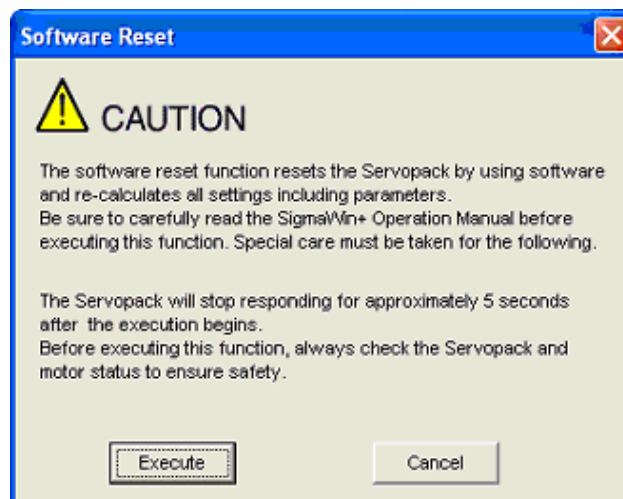 Software Reset
CAUTION
The software reset function resets the Servopack by using software
and re-calculates all settings including parameters.
Be sure to carefully read the SigmaWin+ Operation Manual before
executing this function. Special care must be taken for the following.
The Servopack will stop responding for approximately 5 seconds
after the execution begins.
Before executing this function, always check the Servopack and
motor status to ensure safety.
Execute
Cancel